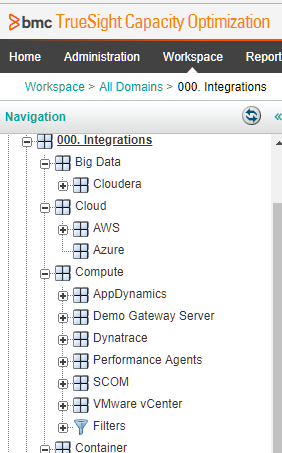 bmc TrueSight Capacity Optimization
Home Administration Workspace Report
Workspace > All Domains > 000. Integrations
Navigation «
000. Integrations
Big Data
Cloudera
Cloud
AWS
Azure
Compute
AppDynamics
Demo Gateway Server
Dynatrace
Performance Agents
SCOM
VMware vCenter
Filters
Container